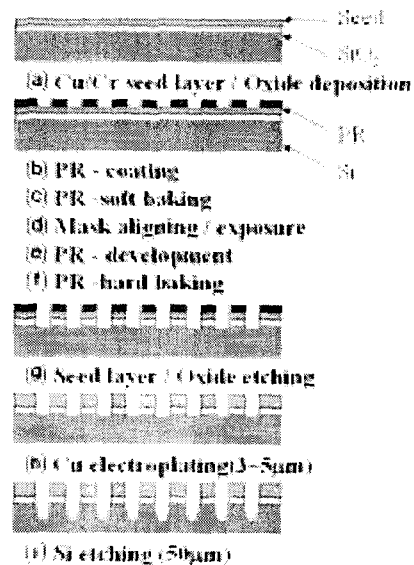 Seed
SiO₂
(a) Cu/Cr seed layer / Oxide deposition
PR
Si
(b) PR - coating
(c) PR -soft baking
(d) Mask aligning / exposure
(e) PR - development
(f) PR -hard baking
(g) Seed layer / Oxide etching
(h) Cu electroplating(3~5μm)
(i) Si etching (50μm)